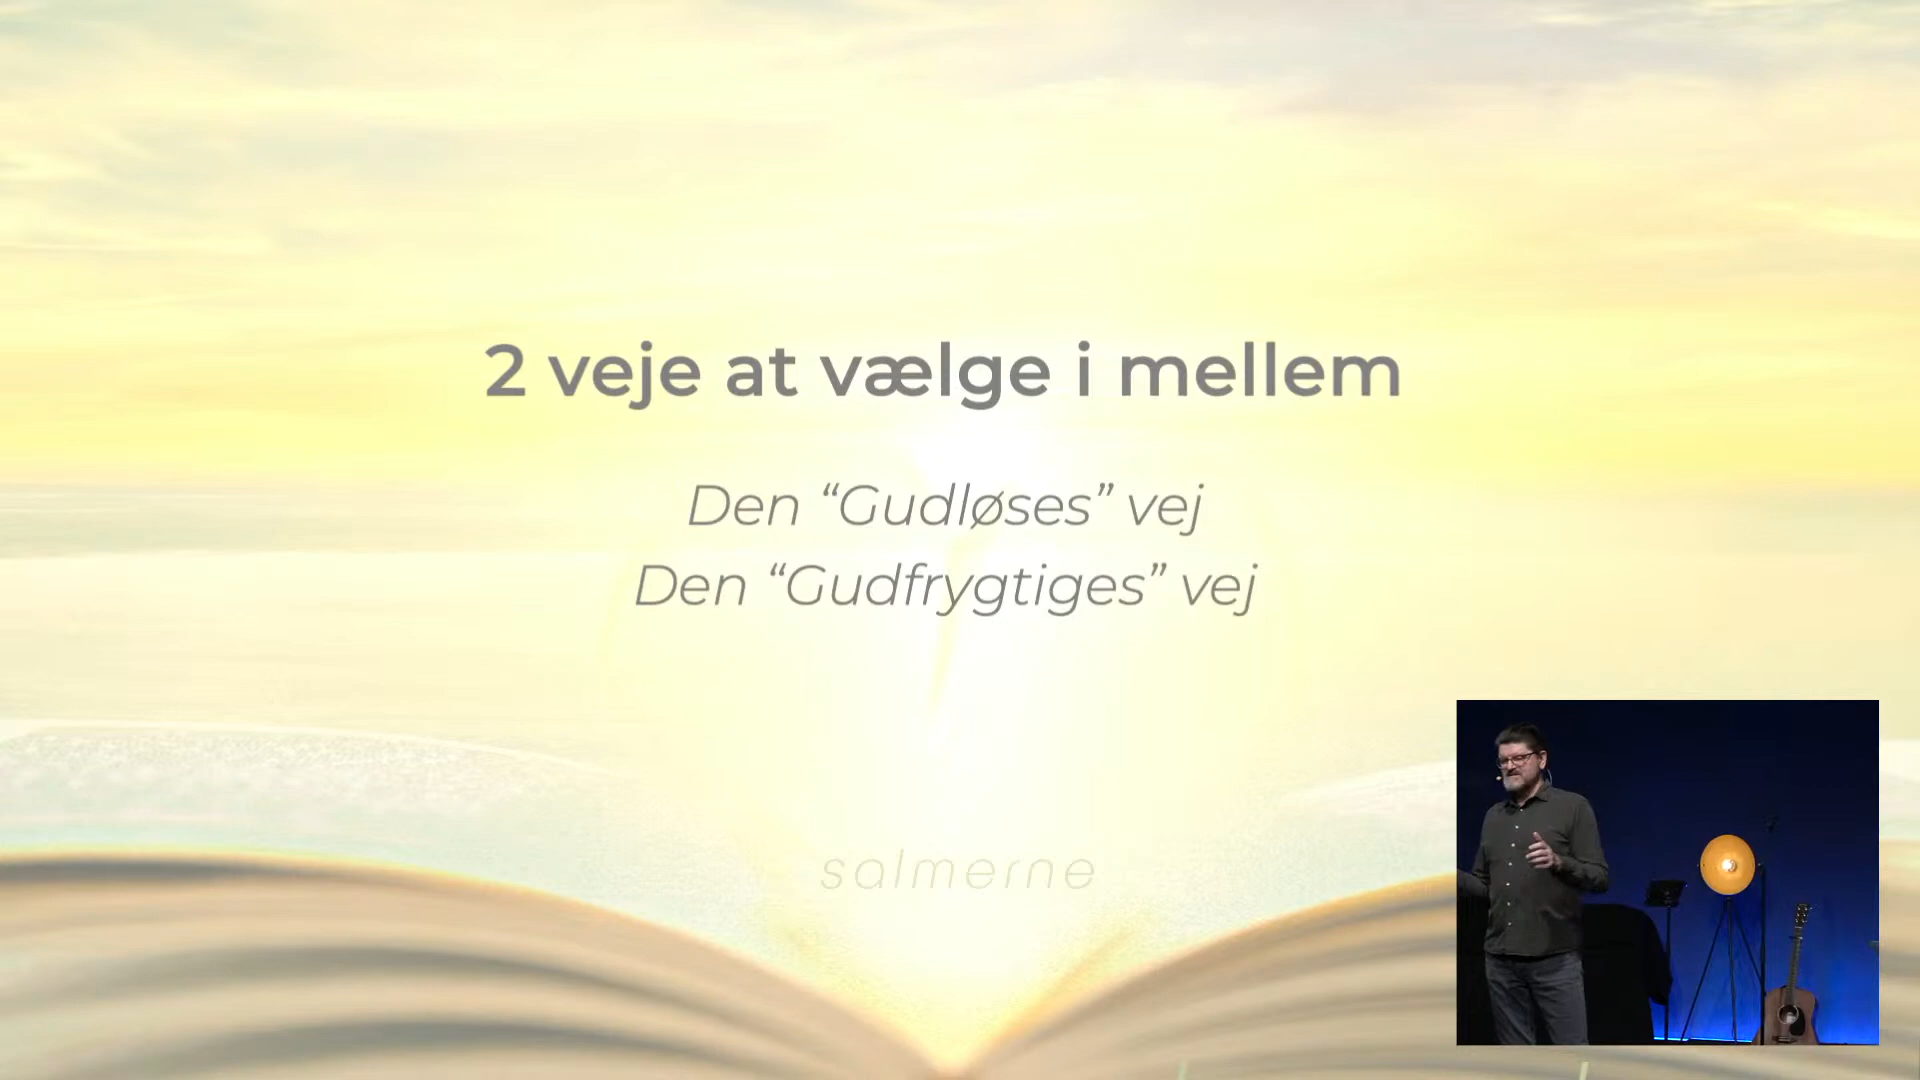 2 veje at vælge i mellem
Den “Gudløses” vej
Den “Gudfrygtiges” vej
salmerne